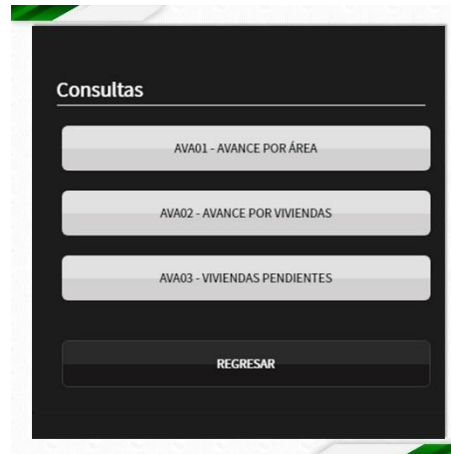 Consultas
AVA01 - AVANCE POR ÁREA
AVA02 - AVANCE POR VIVIENDAS
AVA03 - VIVIENDAS PENDIENTES
REGRESAR